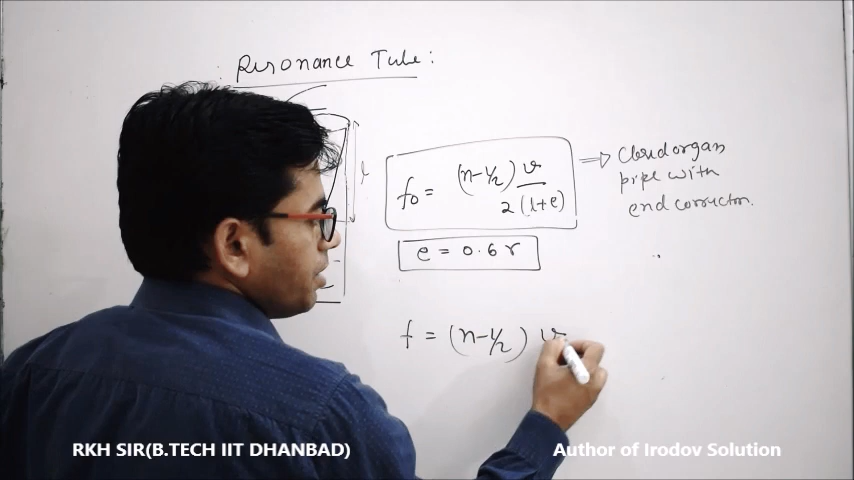 Resonance Tube:
l
f₀ = (n-1/2) v / 2(l+e)
⇒ Closed organ
pipe with
end correction.
e = 0.6 r
f = (n-1/2) v
RKH SIR(B.TECH IIT DHANBAD)
Author of Irodov Solution